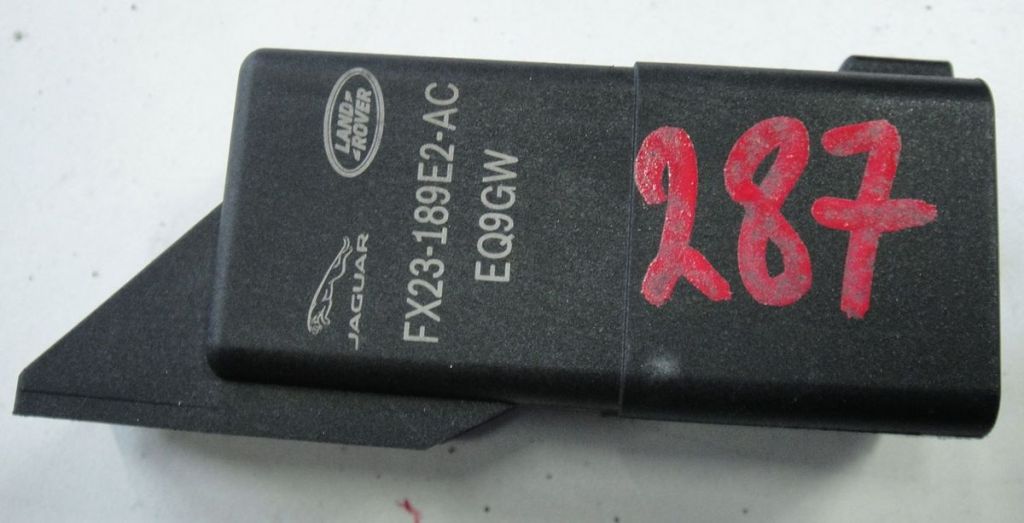 JAGUAR
LAND
ROVER
FX23-189E2-AC
EQ9GW
287